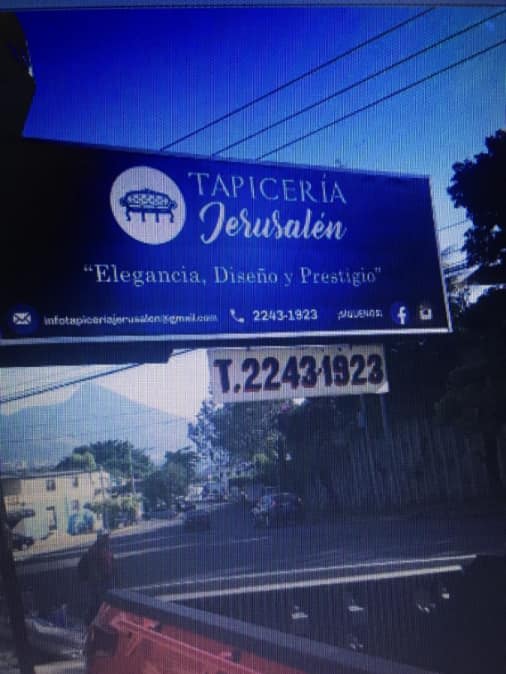 TAPICERÍA
Jerusalén
“Elegancia, Diseño y Prestigio”
infotapiceriajerusalen@gmail.com 2243-1923 ¡SÍGUENOS!
T.2243-1923